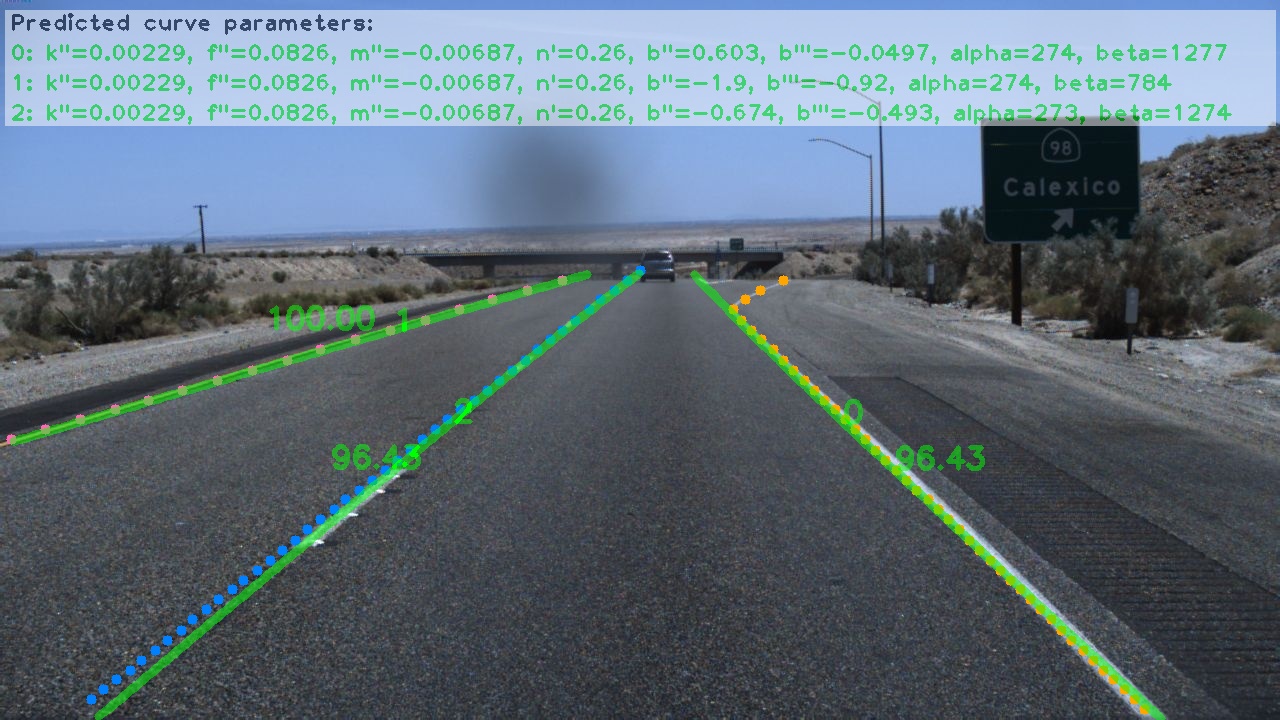 Predicted curve parameters:
0: k"=0.00229, f"=0.0826, m"=−0.00687, n'=0.26, b"=0.603, b'"=−0.0497, alpha=274, beta=1277
1: k"=0.00229, f"=0.0826, m"=−0.00687, n'=0.26, b"=−1.9, b'"=−0.92, alpha=274, beta=784
2: k"=0.00229, f"=0.0826, m"=−0.00687, n'=0.26, b"=−0.674, b'"=−0.493, alpha=273, beta=1274
98
Calexico
100.00 1
2
0
96.43
96.43